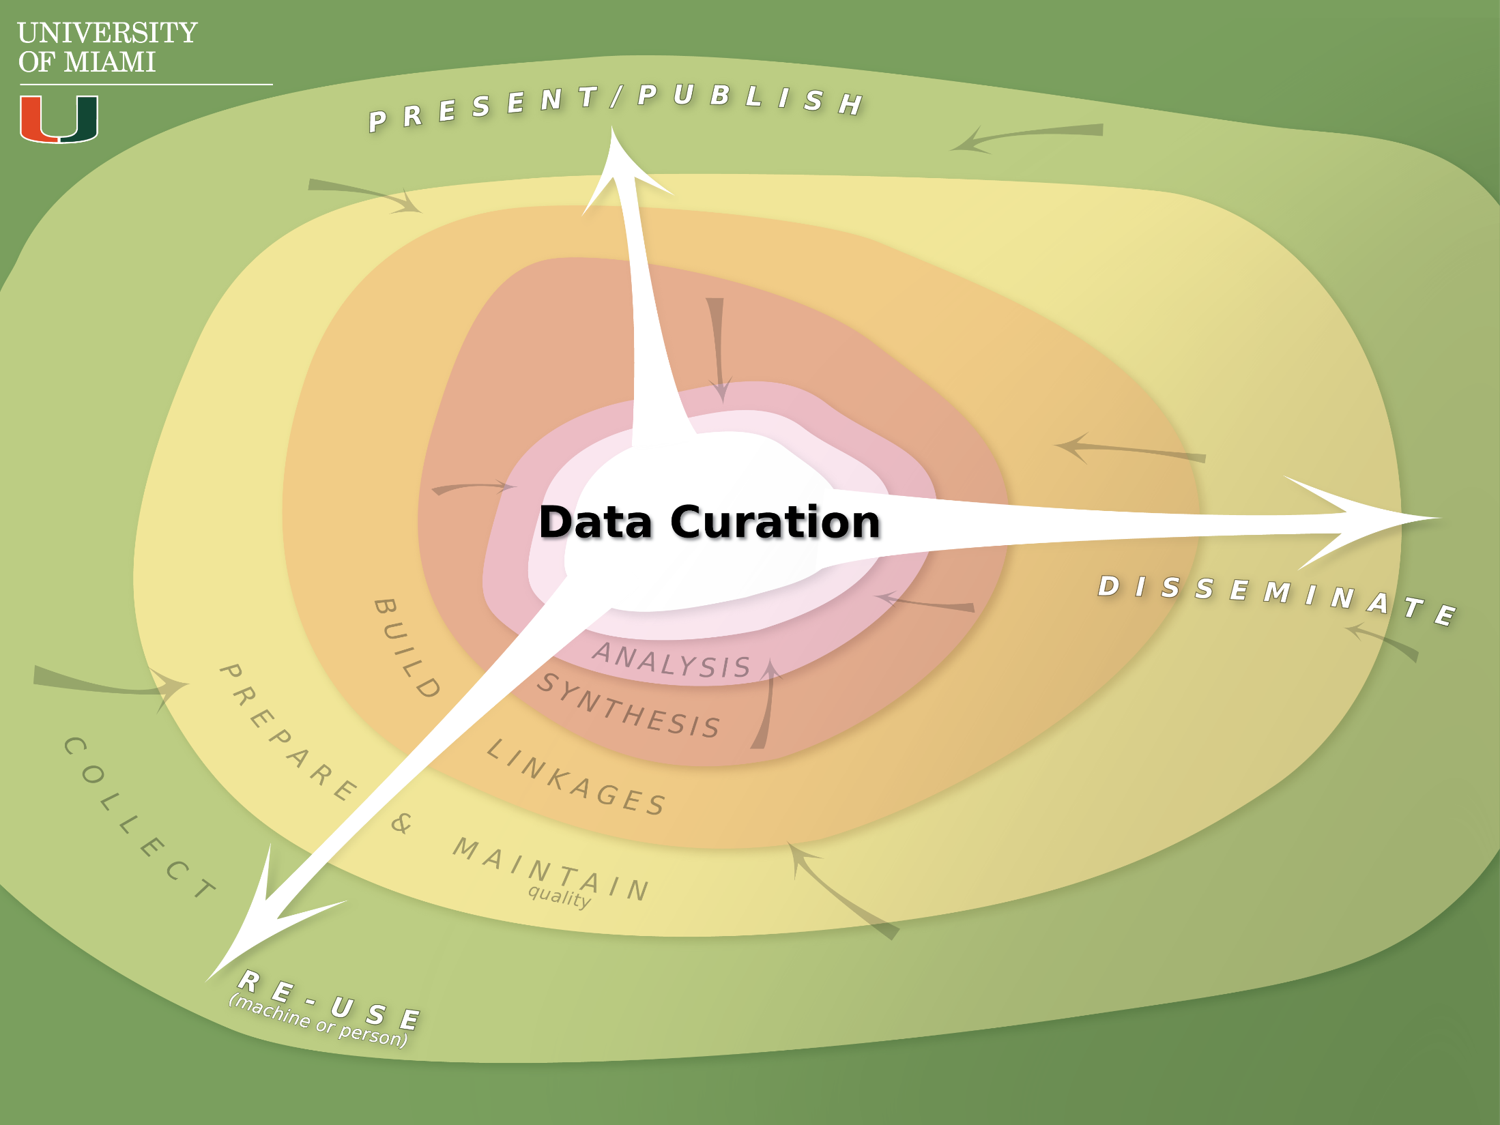 UNIVERSITY
OF MIAMI
PRESENT/PUBLISH
Data Curation
DISSEMINATE
ANALYSIS
SYNTHESIS
BUILD LINKAGES
PREPARE & MAINTAIN
quality
COLLECT
RE-USE
(machine or person)